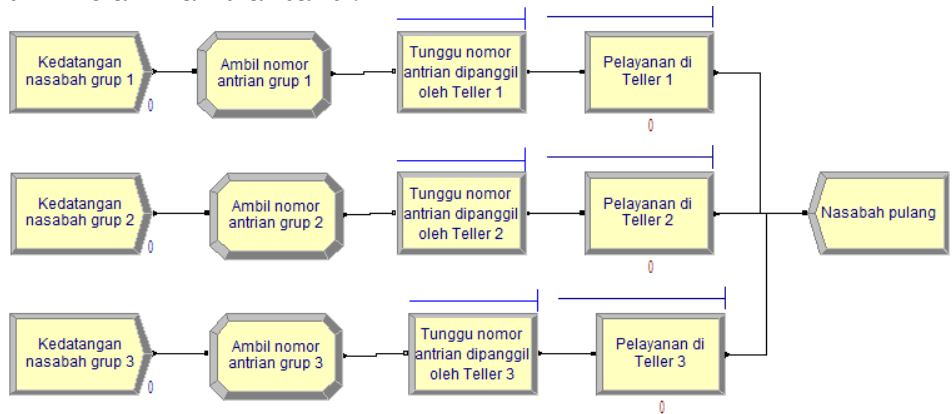 Kedatangan
nasabah grup 1
0
Ambil nomor
antrian grup 1
Tunggu nomor
antrian dipanggil
oleh Teller 1
Pelayanan di
Teller 1
0
Kedatangan
nasabah grup 2
0
Ambil nomor
antrian grup 2
Tunggu nomor
antrian dipanggil
oleh Teller 2
Pelayanan di
Teller 2
0
Nasabah pulang
Kedatangan
nasabah grup 3
0
Ambil nomor
antrian grup 3
Tunggu nomor
antrian dipanggil
oleh Teller 3
Pelayanan di
Teller 3
0